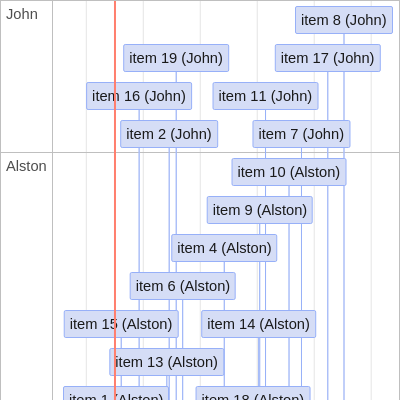 John
item 8 (John)
item 19 (John)
item 17 (John)
item 16 (John)
item 11 (John)
item 2 (John)
item 7 (John)
Alston
item 10 (Alston)
item 9 (Alston)
item 4 (Alston)
item 6 (Alston)
item 15 (Alston)
item 14 (Alston)
item 13 (Alston)
item 1 (Alston)
item 18 (Alston)